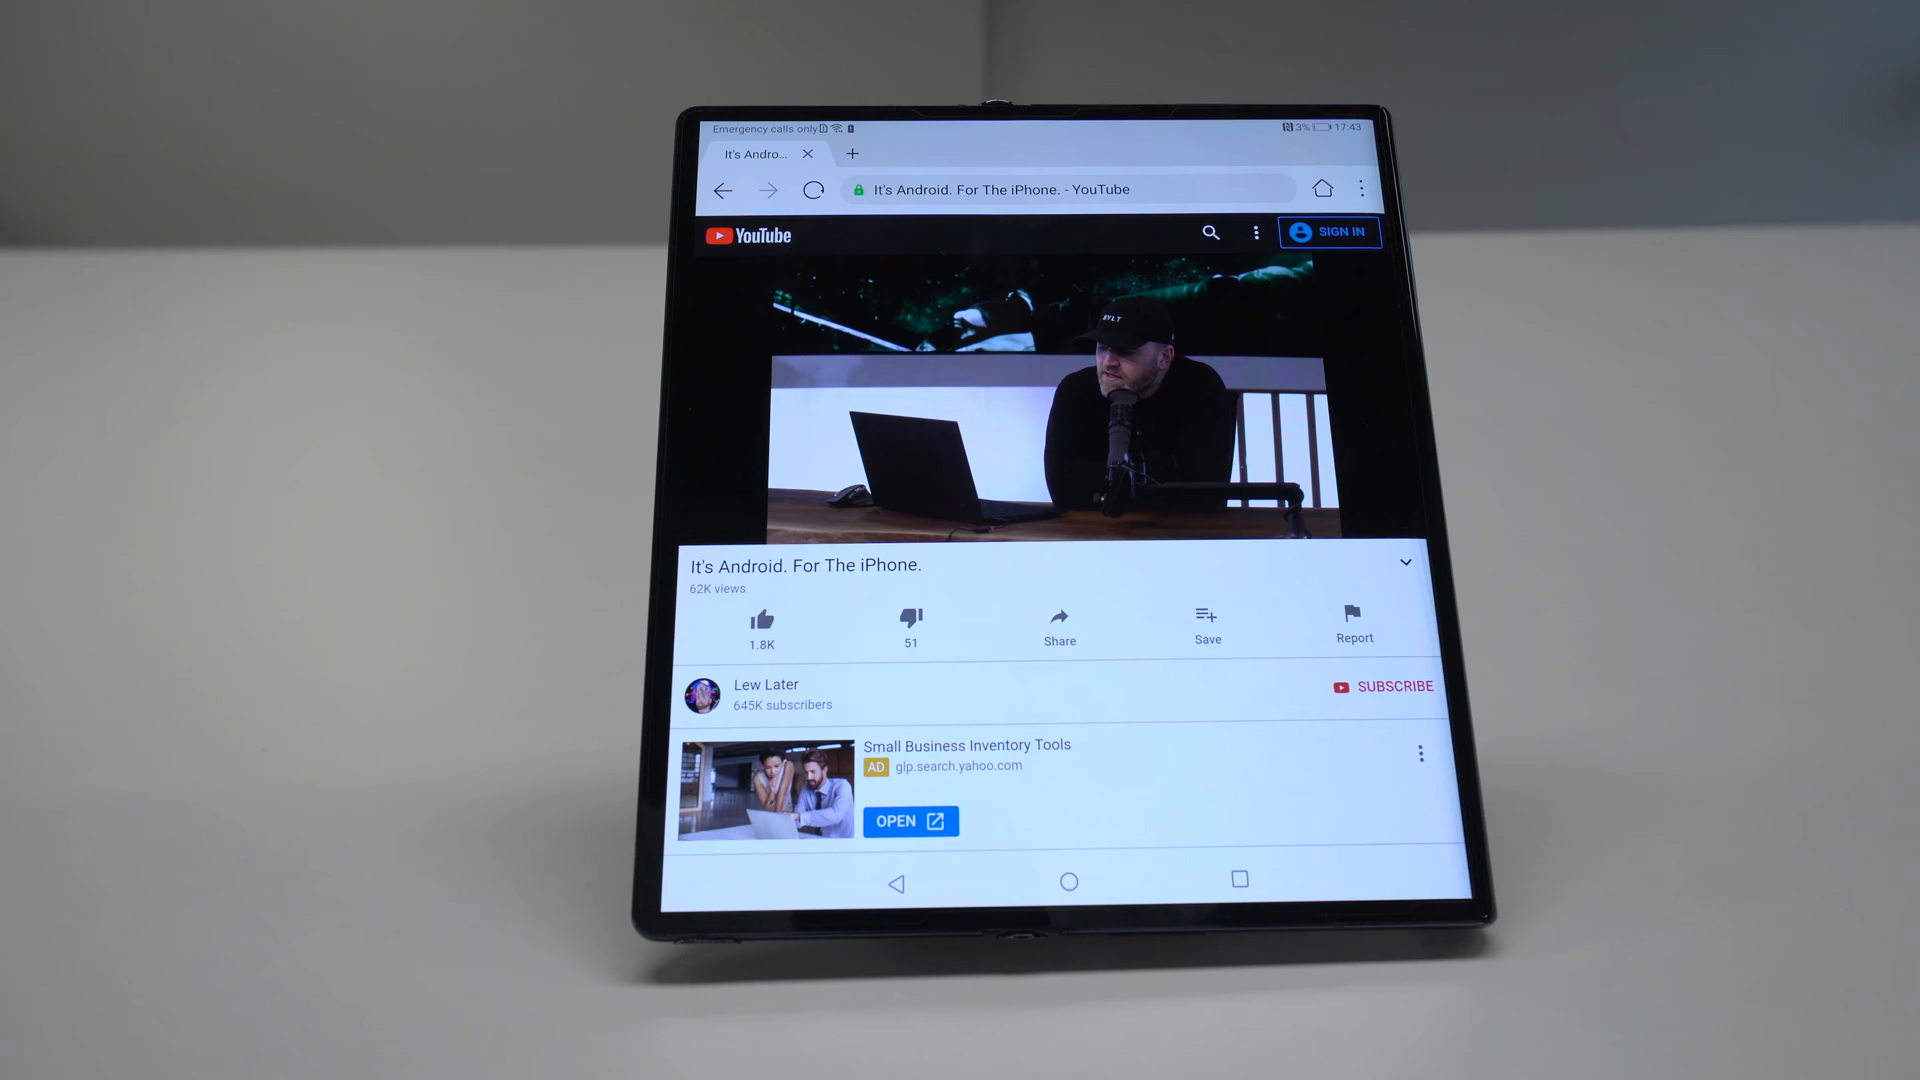 Emergency calls only
3% 17:43
It's Andro...
It's Android. For The iPhone. - YouTube
YouTube
SIGN IN
BYLT
It's Android. For The iPhone.
62K views
1.8K
51
Share
Save
Report
Lew Later
645K subscribers
SUBSCRIBE
Small Business Inventory Tools
AD glp.search.yahoo.com
OPEN